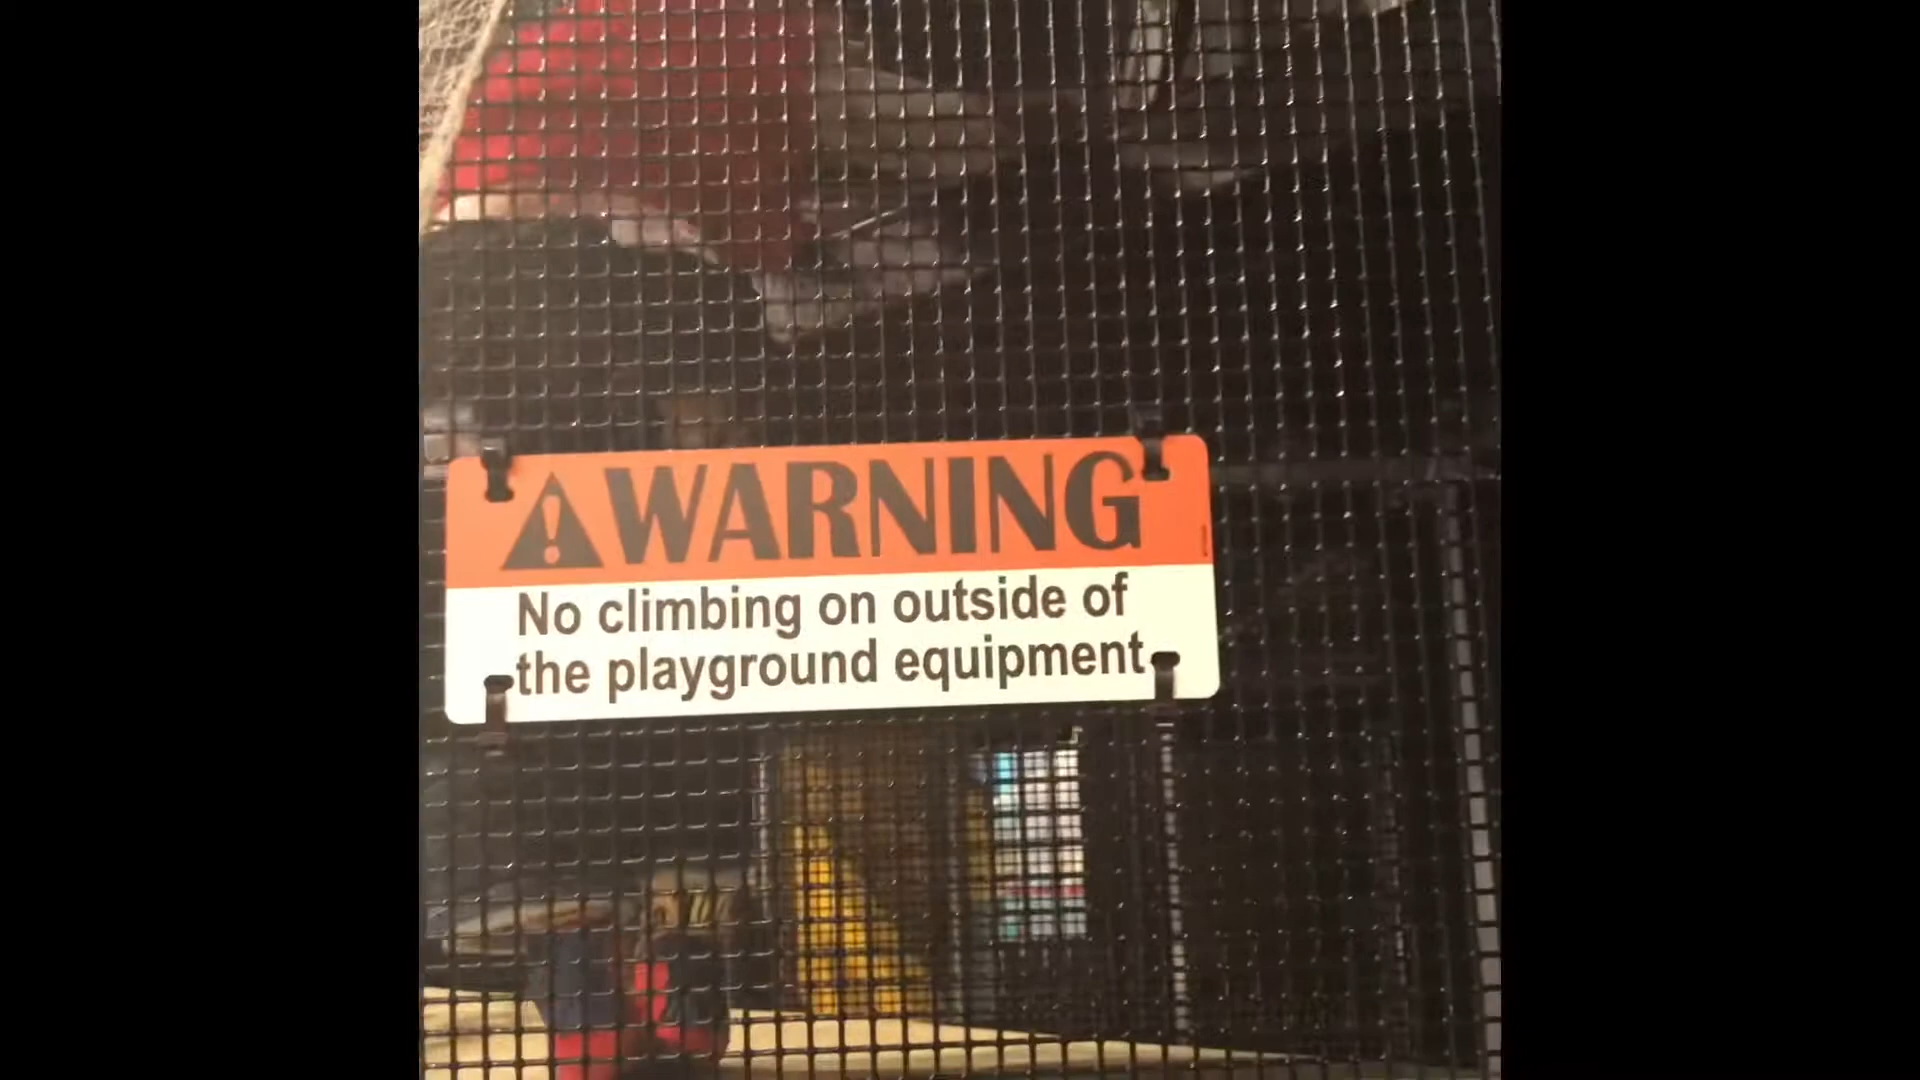 WARNING
No climbing on outside of
the playground equipment